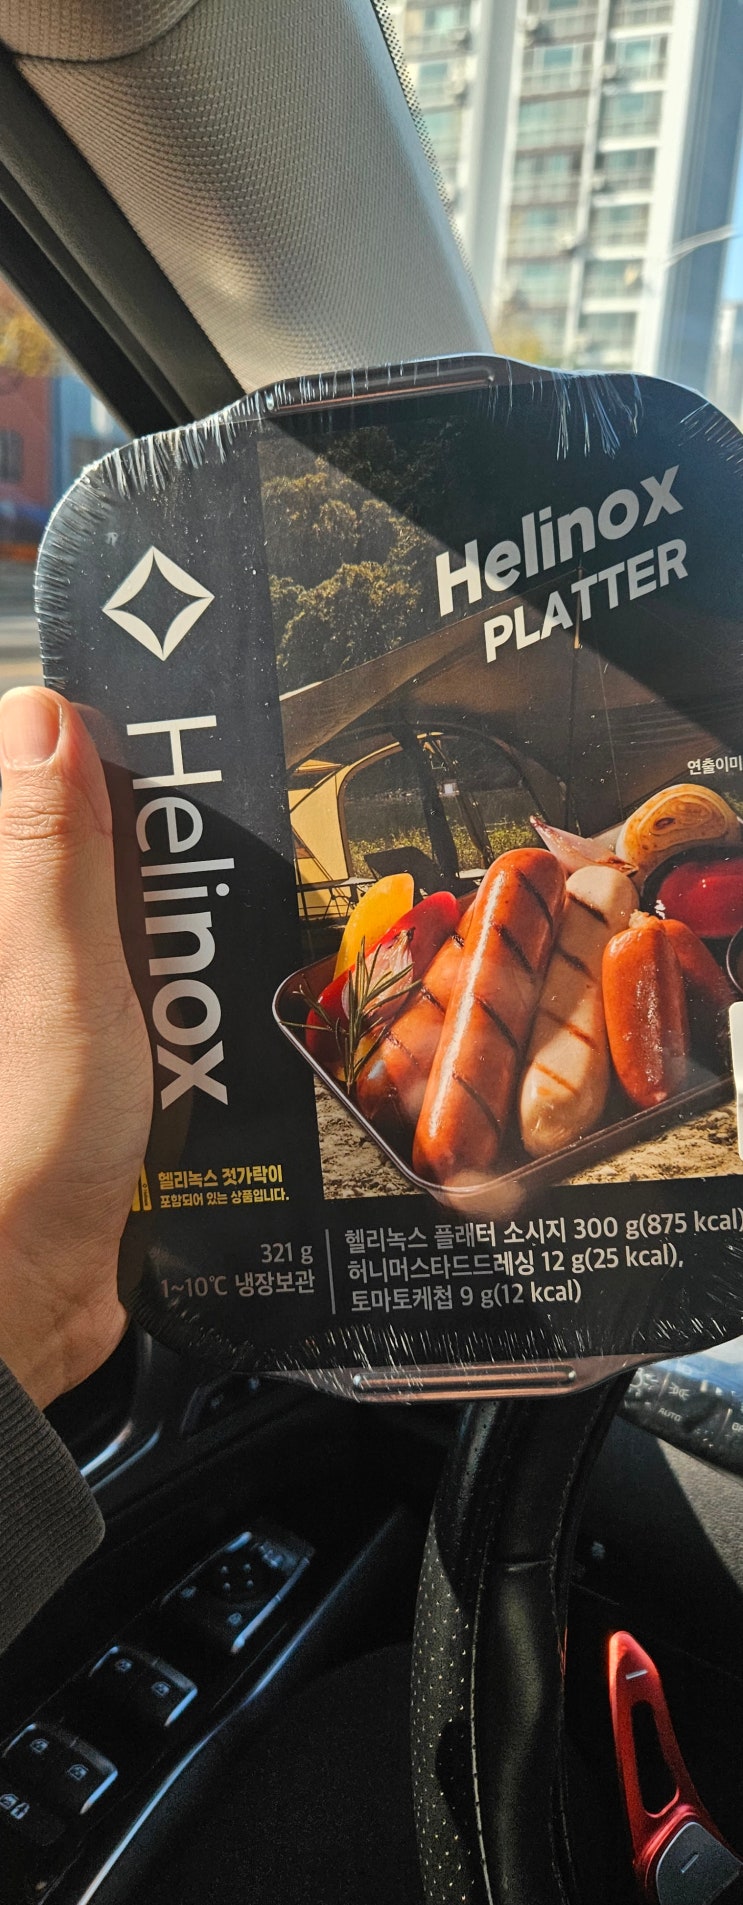 Helinox
PLATTER
Helinox
연출이미
헬리녹스 젓가락이
포함되어 있는 상품입니다.
321 g
1~10℃ 냉장보관
헬리녹스 플래터 소시지 300 g(875 kcal)
허니머스타드드레싱 12 g(25 kcal),
토마토케첩 9 g(12 kcal)
AUTO